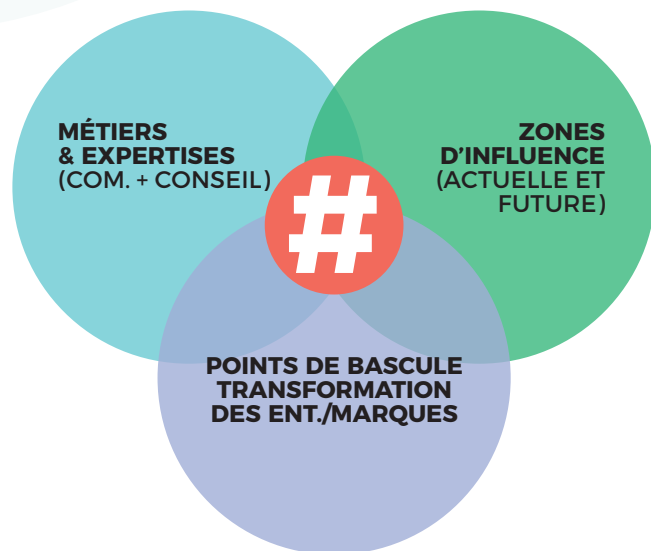 MÉTIERS
& EXPERTISES
(COM. + CONSEIL)
ZONES
D'INFLUENCE
(ACTUELLE ET
FUTURE)
#
POINTS DE BASCULE
TRANSFORMATION
DES ENT./MARQUES